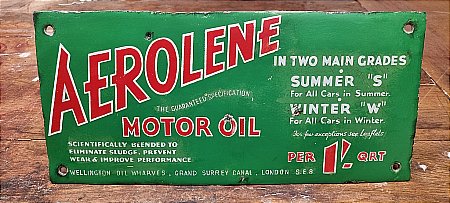 AEROLENE
THE GUARANTEED SPECIFICATION
MOTOR OIL
SCIENTIFICALLY BLENDED TO
ELIMINATE SLUDGE, PREVENT
WEAR & IMPROVE PERFORMANCE.
IN TWO MAIN GRADES
SUMMER "S"
For All Cars in Summer.
WINTER "W"
For All Cars in Winter.
For few exceptions see Leaflets.
PER 1/- QRT
WELLINGTON OIL WHARVES, GRAND SURREY CANAL, LONDON S.E.8